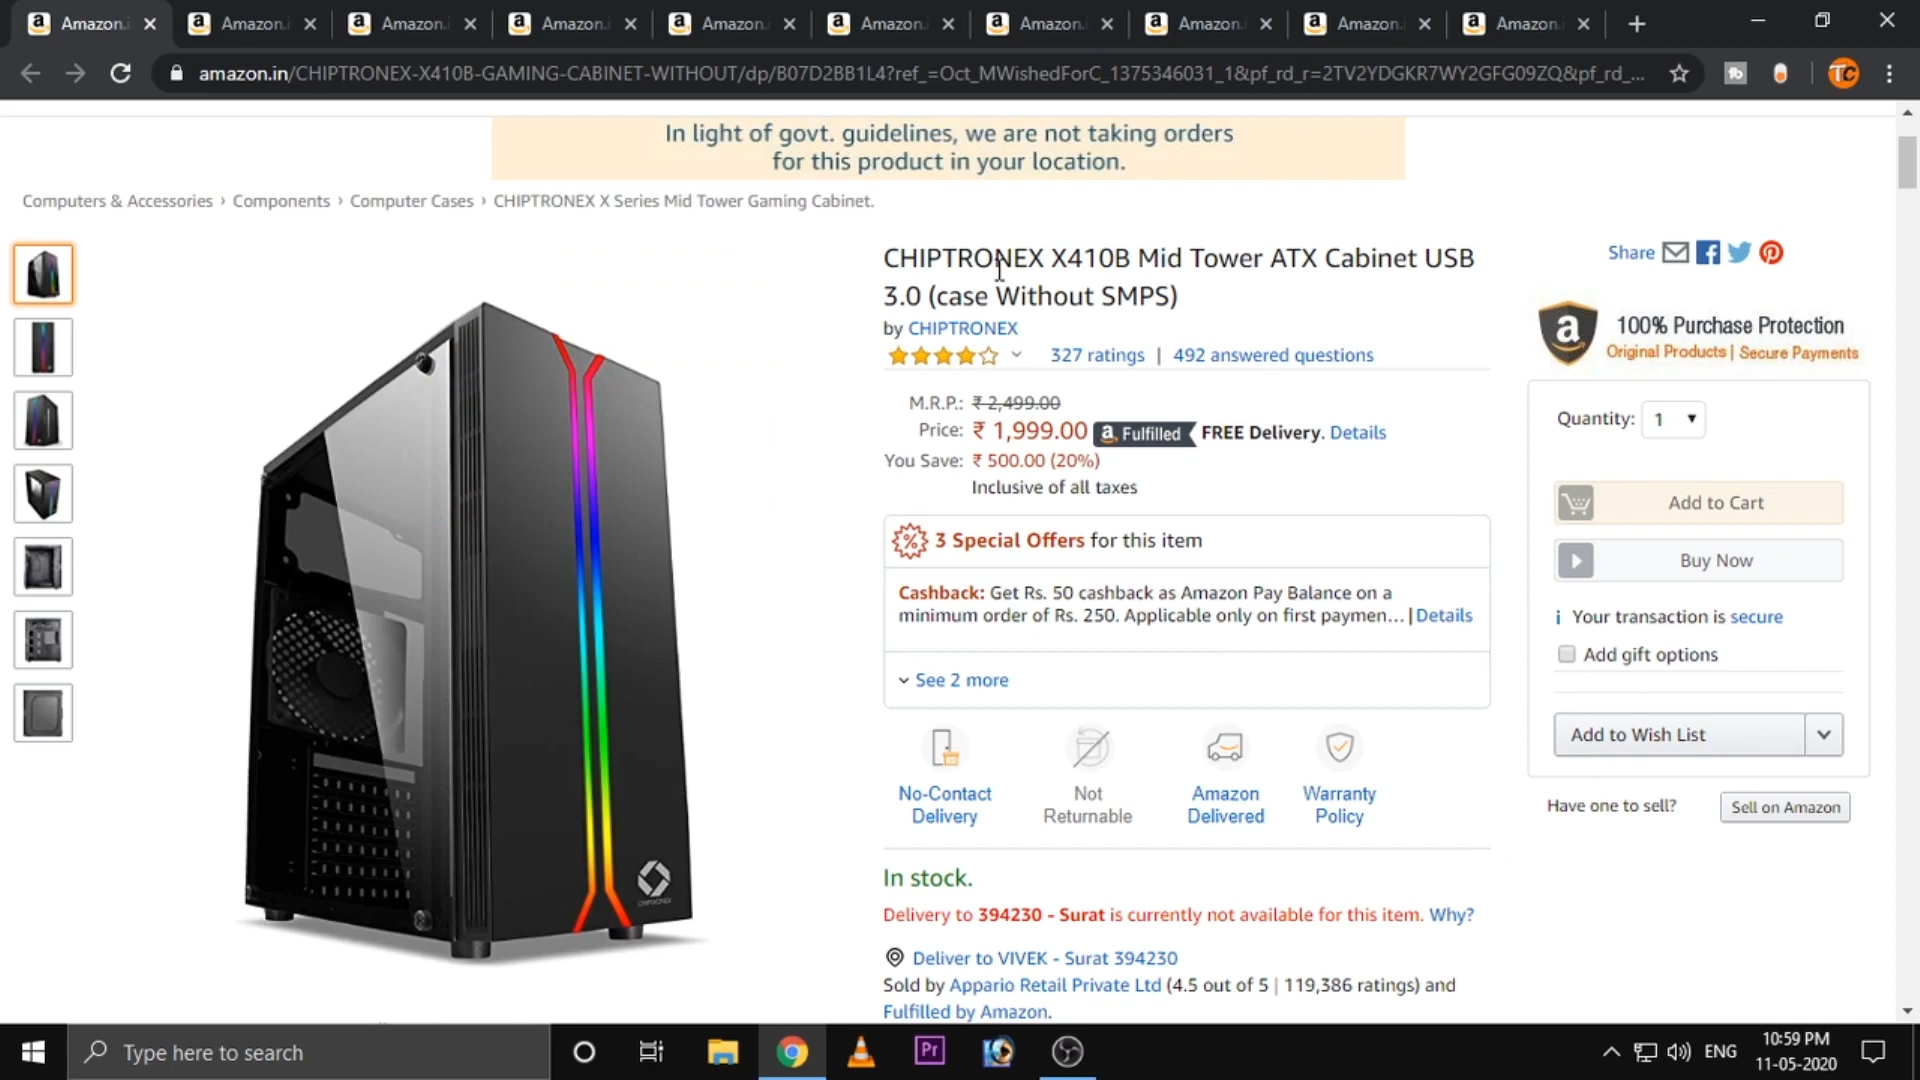 Amazon.i Amazon.i Amazon.i Amazon.i Amazon.i Amazon.i Amazon. Amazon. Amazon. Amazon.
amazon.in/CHIPTRONEX-X410B-GAMING-CABINET-WITHOUT/dp/B07D2BB1L4?ref_=Oct_MWishedForC_1375346031_1&pf_rd_r=2TV2YDGKR7WY2GFG09ZQ&pf_rd_...
In light of govt. guidelines, we are not taking orders
for this product in your location.
Computers & Accessories › Components › Computer Cases › CHIPTRONEX X Series Mid Tower Gaming Cabinet.
CHIPTRONEX X410B Mid Tower ATX Cabinet USB
3.0 (case Without SMPS)
by CHIPTRONEX
327 ratings | 492 answered questions
M.R.P.: ₹ 2,499.00
Price: ₹ 1,999.00 a Fulfilled FREE Delivery. Details
You Save: ₹ 500.00 (20%)
Inclusive of all taxes
3 Special Offers for this item
Cashback: Get Rs. 50 cashback as Amazon Pay Balance on a
minimum order of Rs. 250. Applicable only on first paymen... | Details
See 2 more
No-Contact
Delivery
Not
Returnable
Amazon
Delivered
Warranty
Policy
In stock.
Delivery to 394230 - Surat is currently not available for this item. Why?
Deliver to VIVEK - Surat 394230
Sold by Appario Retail Private Ltd (4.5 out of 5 | 119,386 ratings) and
Fulfilled by Amazon.
Share
100% Purchase Protection
Original Products | Secure Payments
Quantity: 1
Add to Cart
Buy Now
Your transaction is secure
Add gift options
Add to Wish List
Have one to sell? Sell on Amazon
CHIPTRONEX
Type here to search
Pr
ENG
10:59 PM
11-05-2020